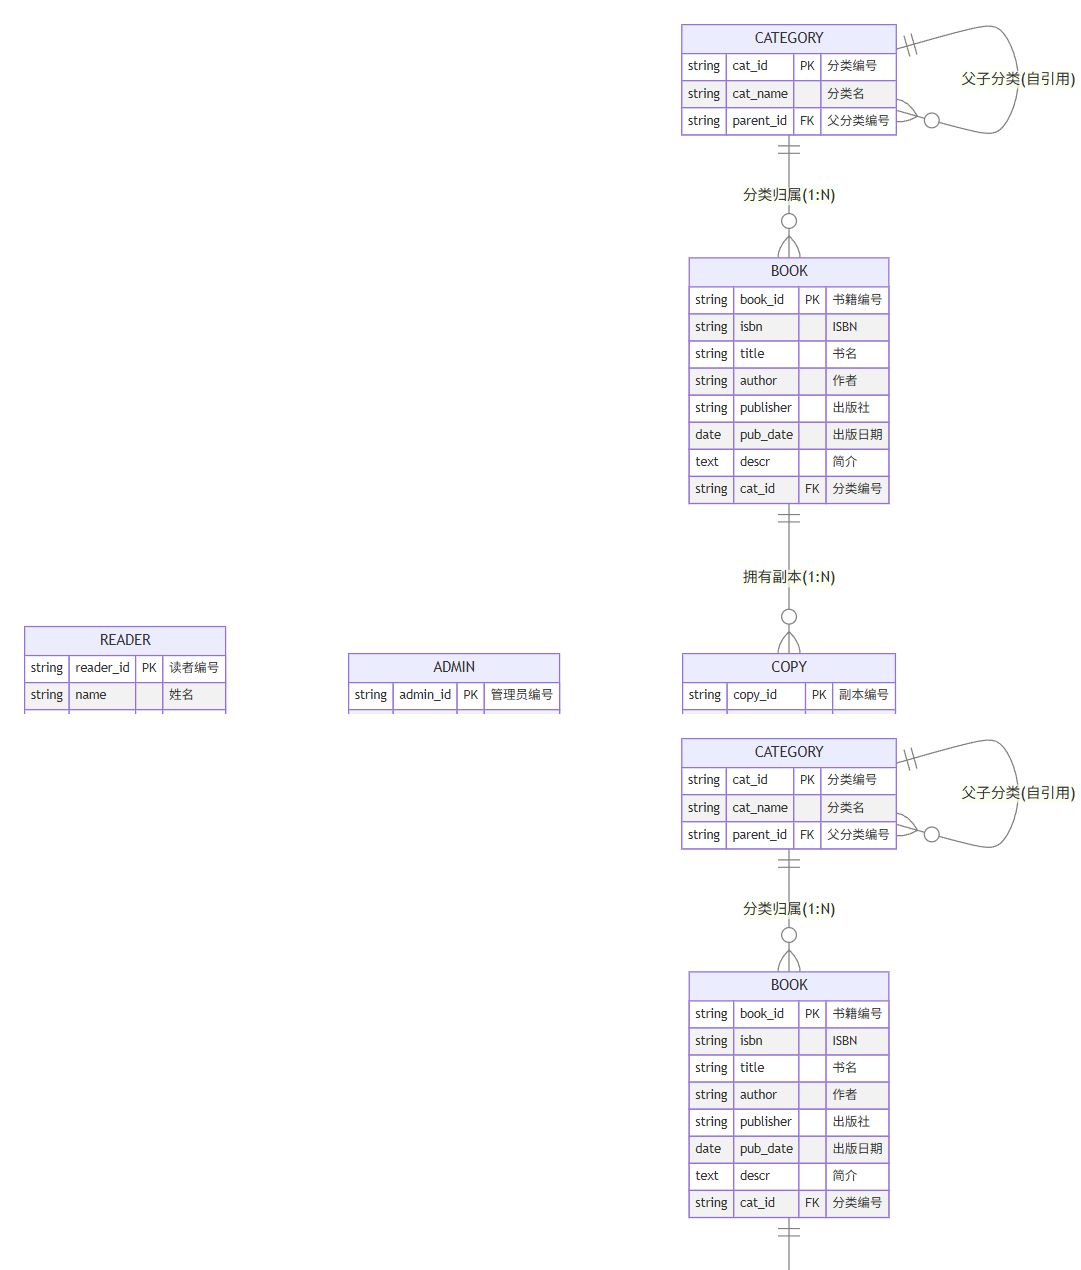 CATEGORY
string cat_id PK 分类编号
string cat_name 分类名
string parent_id FK 父分类编号
父子分类(自引用)
分类归属(1:N)
BOOK
string book_id PK 书籍编号
string isbn ISBN
string title 书名
string author 作者
string publisher 出版社
date pub_date 出版日期
text descr 简介
string cat_id FK 分类编号
拥有副本(1:N)
READER
string reader_id PK 读者编号
string name 姓名
ADMIN
string admin_id PK 管理员编号
COPY
string copy_id PK 副本编号
CATEGORY
string cat_id PK 分类编号
string cat_name 分类名
string parent_id FK 父分类编号
父子分类(自引用)
分类归属(1:N)
BOOK
string book_id PK 书籍编号
string isbn ISBN
string title 书名
string author 作者
string publisher 出版社
date pub_date 出版日期
text descr 简介
string cat_id FK 分类编号